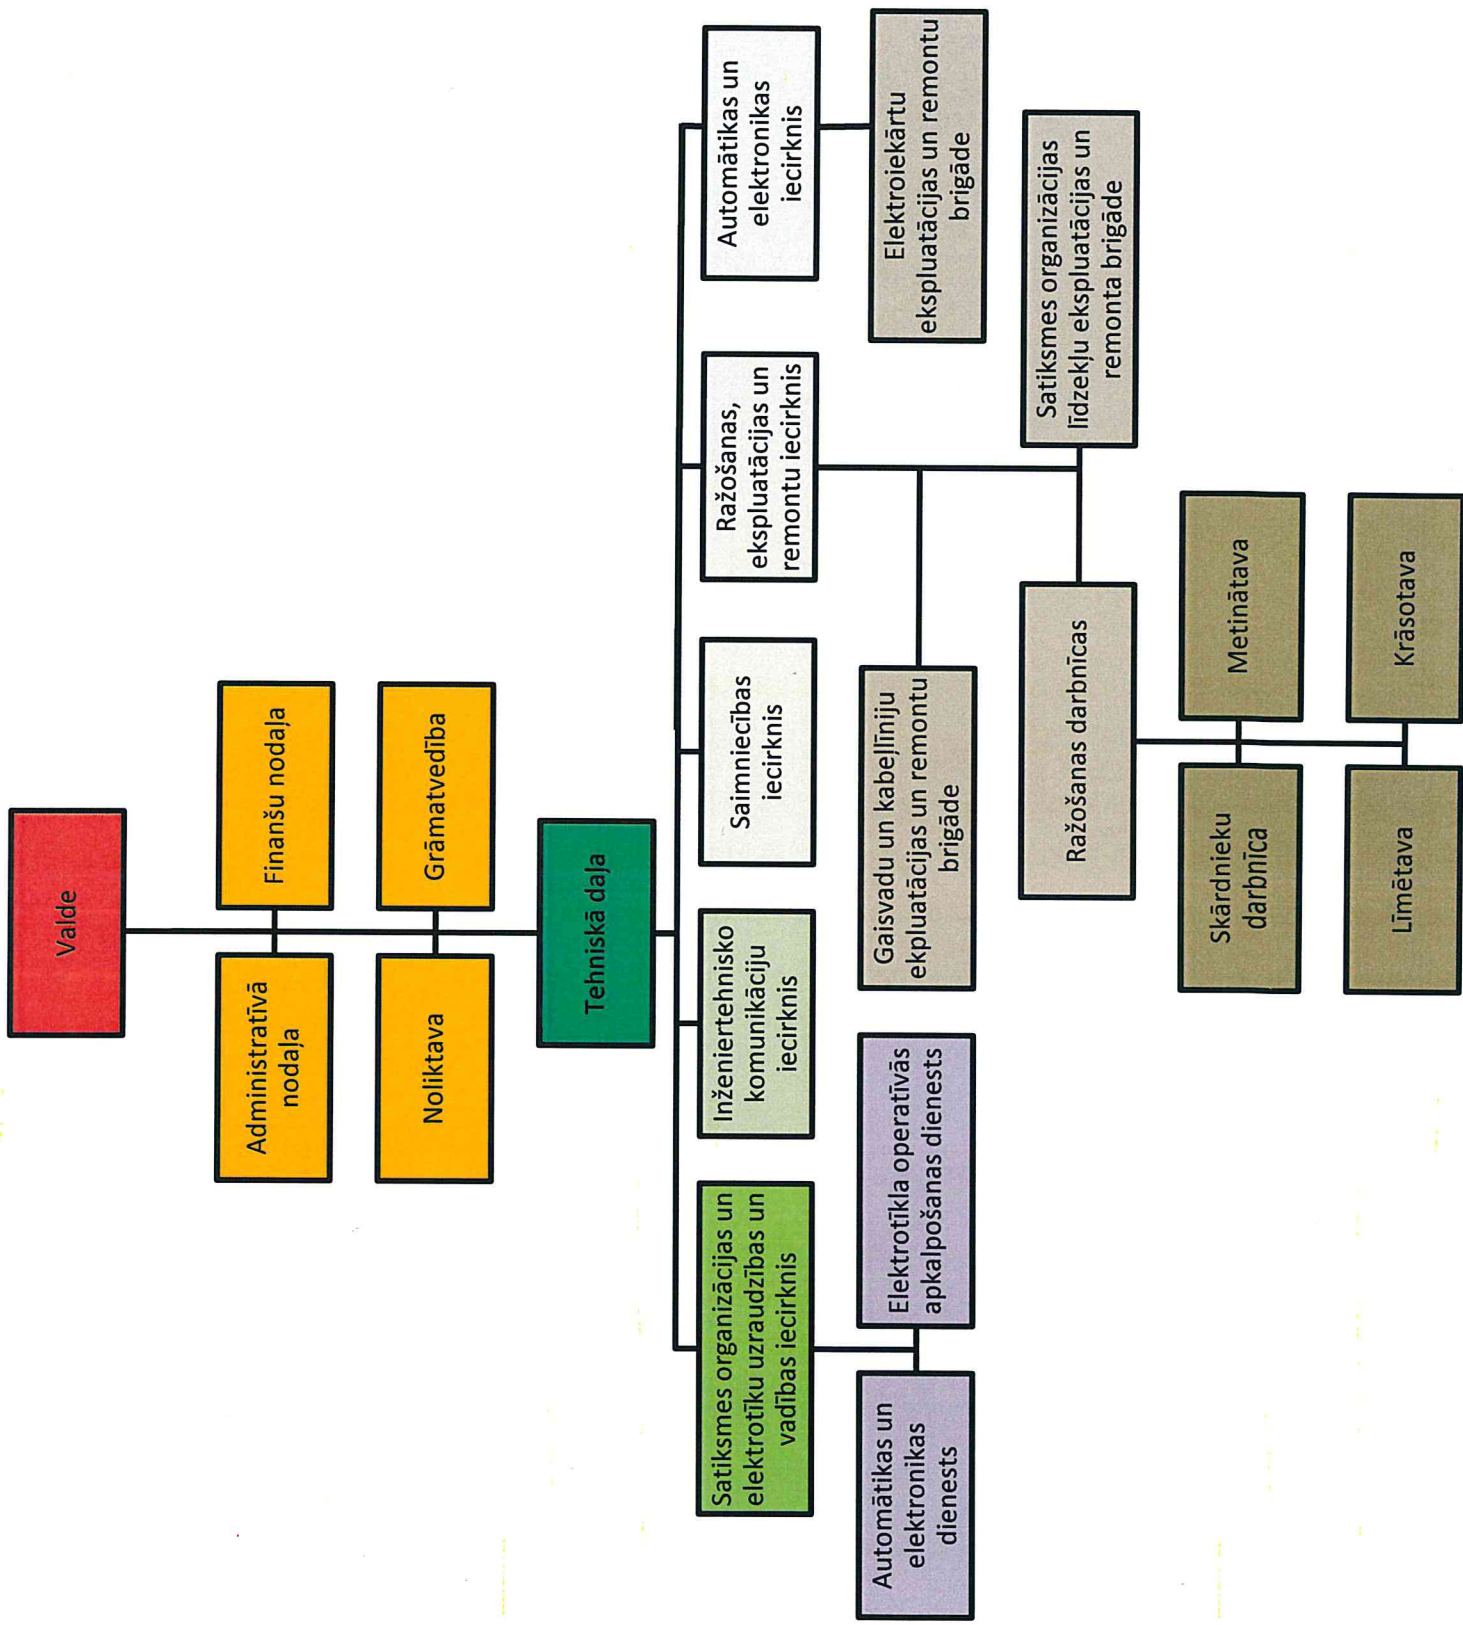 Valde
Administratīvā
nodaļa
Finanšu nodaļa
Noliktava
Grāmatvedība
Tehniskā daļa
Satiksmes organizācijas un
elektrotīku uzraudzības un
vadības iecirknis
Inženiertehnisko
komunikāciju
iecirknis
Saimniecības
iecirknis
Ražošanas,
ekspluatācijas un
remontu iecirknis
Automātikas un
elektronikas
iecirknis
Automātikas un
elektronikas
dienests
Elektrotīkla operatīvās
apkalpošanas dienests
Gaisvadu un kabeļlīniju
ekpluatācijas un remontu
brigāde
Elektroiekārtu
ekspluatācijas un remontu
brigāde
Ražošanas darbnīcas
Satiksmes organizācijas
līdzekļu ekspluatācijas un
remonta brigāde
Skārdnieku
darbnīca
Metinātava
Līmētava
Krāsotava